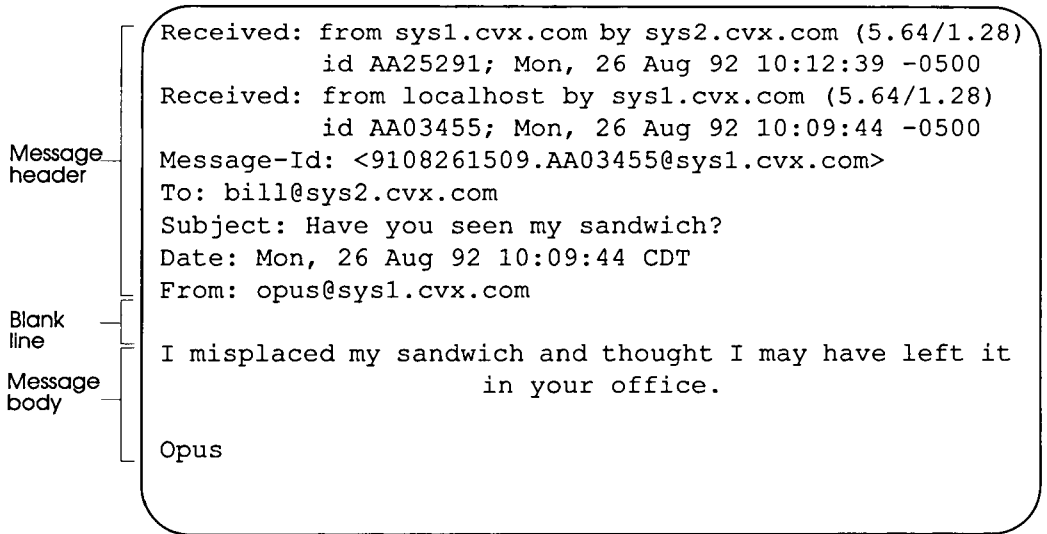 Received: from sys1.cvx.com by sys2.cvx.com (5.64/1.28)
id AA25291; Mon, 26 Aug 92 10:12:39 -0500
Received: from localhost by sys1.cvx.com (5.64/1.28)
id AA03455; Mon, 26 Aug 92 10:09:44 -0500
Message-Id: <9108261509.AA03455@sys1.cvx.com>
To: bill@sys2.cvx.com
Subject: Have you seen my sandwich?
Date: Mon, 26 Aug 92 10:09:44 CDT
From: opus@sys1.cvx.com
Message
header
Blank
line
I misplaced my sandwich and thought I may have left it
in your office.
Opus
Message
body